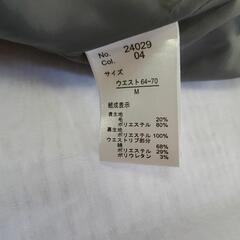 No. 24029
Col. 04
サイズ
ウエスト64~70
M
組成表示
表生地
毛 20%
ポリエステル 80%
裏生地
ポリエステル 100%
ウエストリブ部分
綿 68%
ポリエステル 29%
ポリウレタン 3%